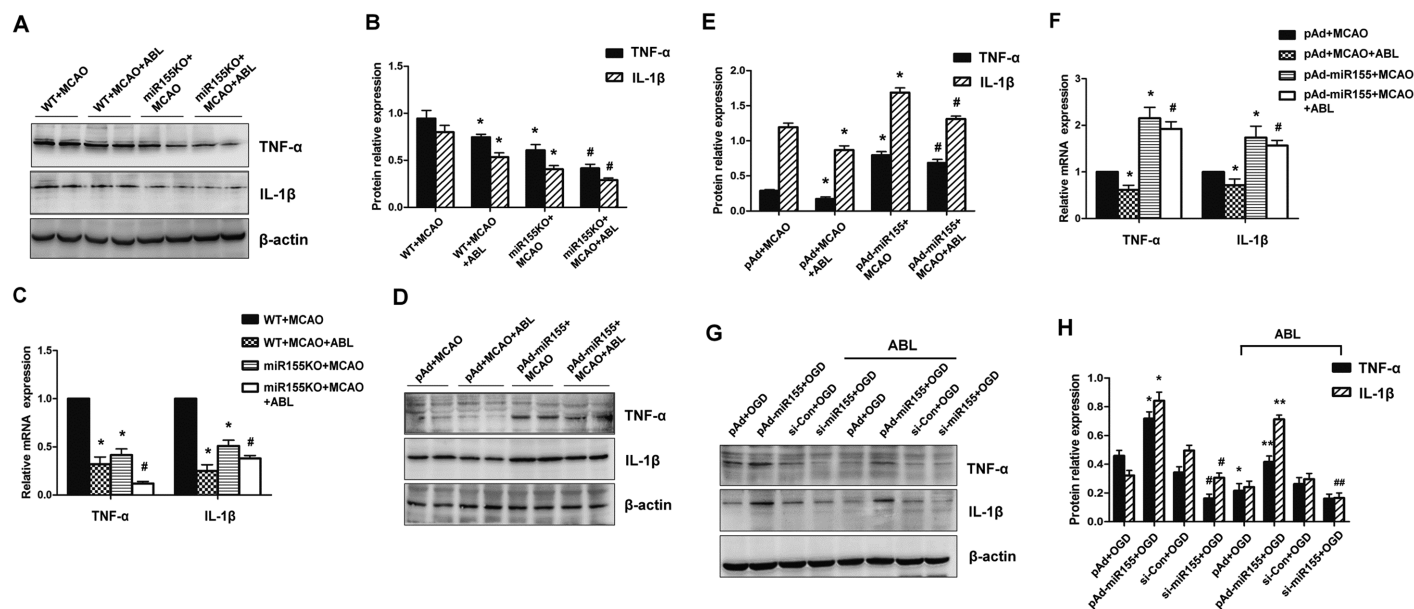 A
WT+MCAO
WT+MCAO+ABL
miR155KO+
MCAO
miR155KO+
MCAO+ABL
TNF-α
IL-1β
β-actin
B
TNF-α
IL-1β
Protein relative expression
1.5
1.0
0.5
0.0
* * * * # #
WT+MCAO
WT+MCAO
+ABL
miR155KO+
MCAO
miR155KO+
MCAO+ABL
C
WT+MCAO
WT+MCAO+ABL
miR155KO+MCAO
miR155KO+MCAO
+ABL
Relative mRNA expression
1.5
1.0
0.5
0.0
* * # * * #
TNF-α
IL-1β
D
pAd+MCAO
pAd+MCAO+ABL
pAd-miR155+
MCAO
pAd-miR155+
MCAO+ABL
TNF-α
IL-1β
β-actin
E
TNF-α
IL-1β
Protein relative expression
2.0
1.5
1.0
0.5
0.0
* * * * # #
pAd+MCAO
pAd+MCAO
+ABL
pAd-miR155+
MCAO
pAd-miR155+
MCAO+ABL
F
pAd+MCAO
pAd+MCAO+ABL
pAd-miR155+MCAO
pAd-miR155+MCAO
+ABL
Relative mRNA expression
3
2
1
0
* * # * * #
TNF-α
IL-1β
G
ABL
pAd+OGD
pAd-miR155+OGD
si-Con+OGD
si-miR155+OGD
pAd+OGD
pAd-miR155+OGD
si-Con+OGD
si-miR155+OGD
TNF-α
IL-1β
β-actin
H
ABL
TNF-α
IL-1β
Protein relative expression
1.0
0.8
0.6
0.4
0.2
0.0
* * # # * ** ** ##
pAd+OGD
pAd-miR155+OGD
si-Con+OGD
si-miR155+OGD
pAd+OGD
pAd-miR155+OGD
si-Con+OGD
si-miR155+OGD